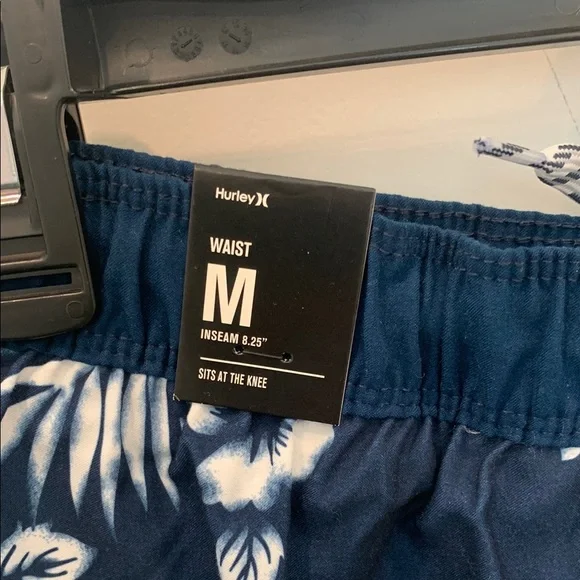 Hurley
WAIST
M
INSEAM 8.25"
SITS AT THE KNEE